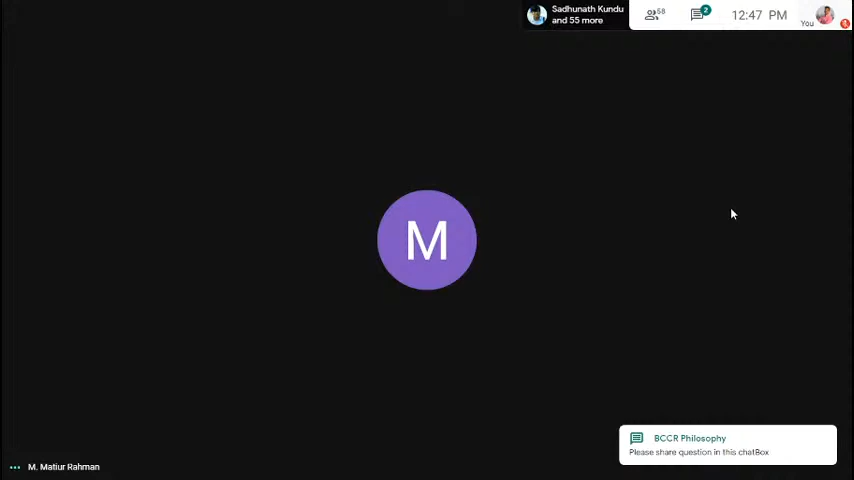 Sadhunath Kundu
and 55 more
58
2
12:47 PM
You
M
BCCR Philosophy
Please share question in this chatBox
M. Matiur Rahman